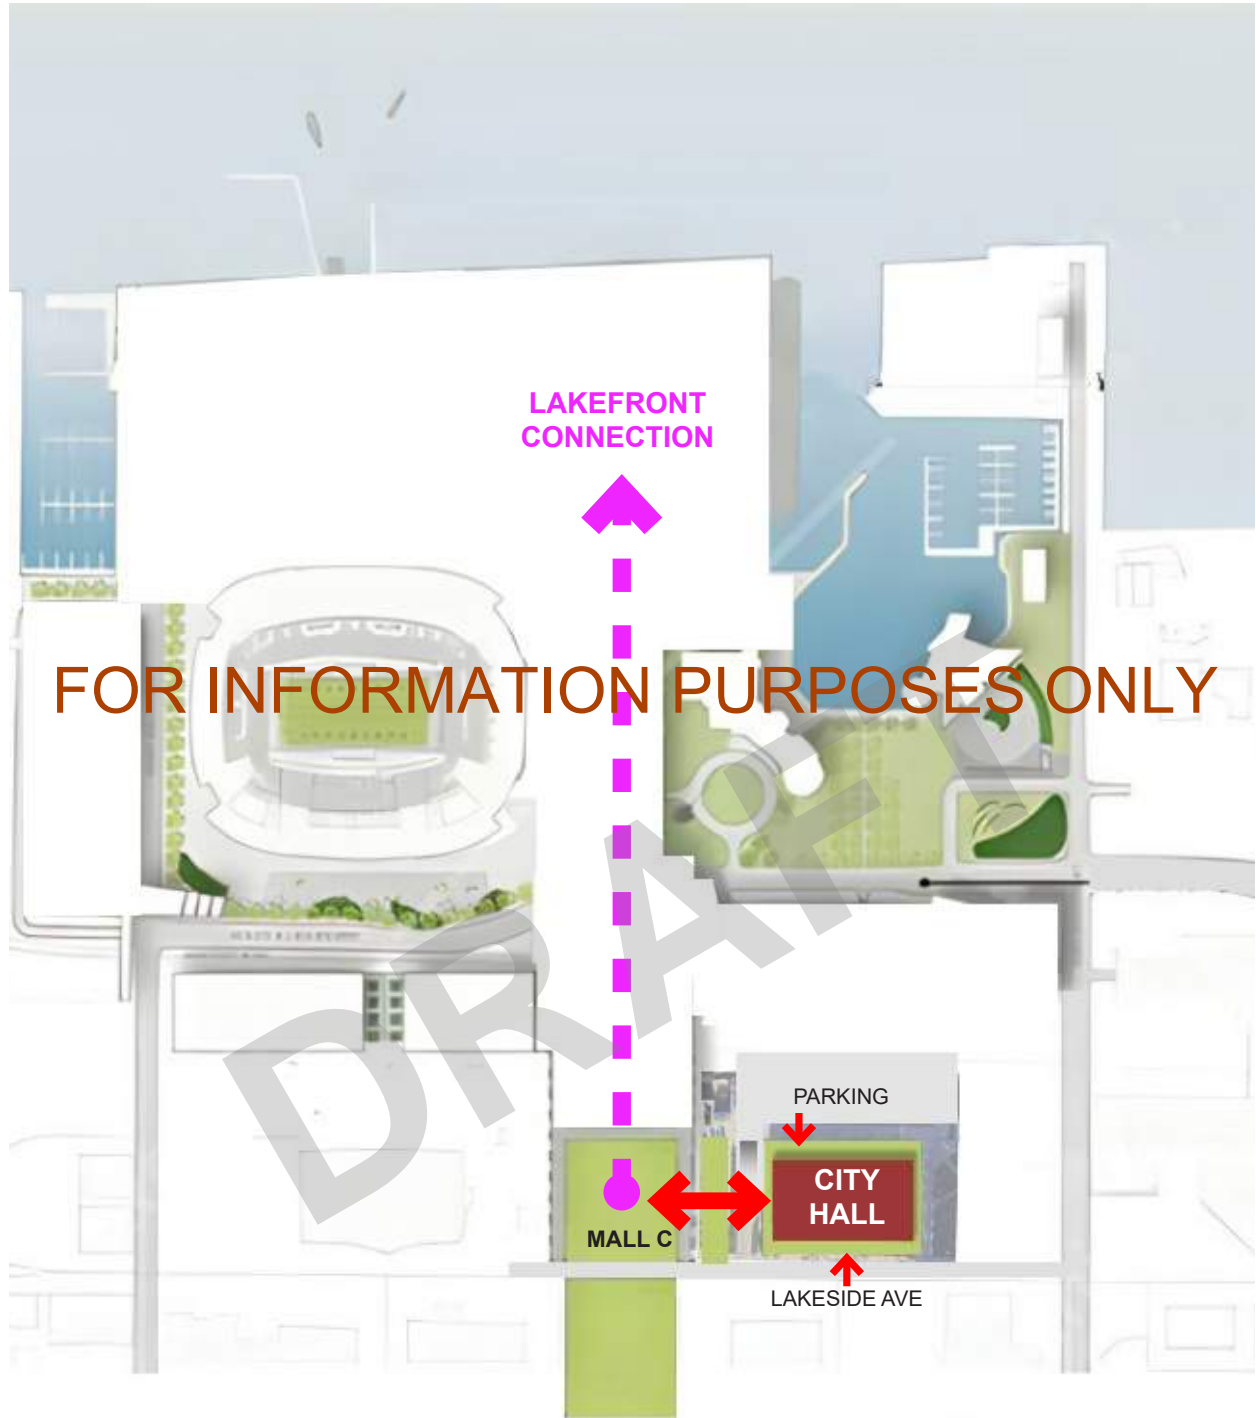 LAKEFRONT
CONNECTION
FOR INFORMATION PURPOSES ONLY
DRAFT
PARKING
CITY
HALL
MALL C
LAKESIDE AVE